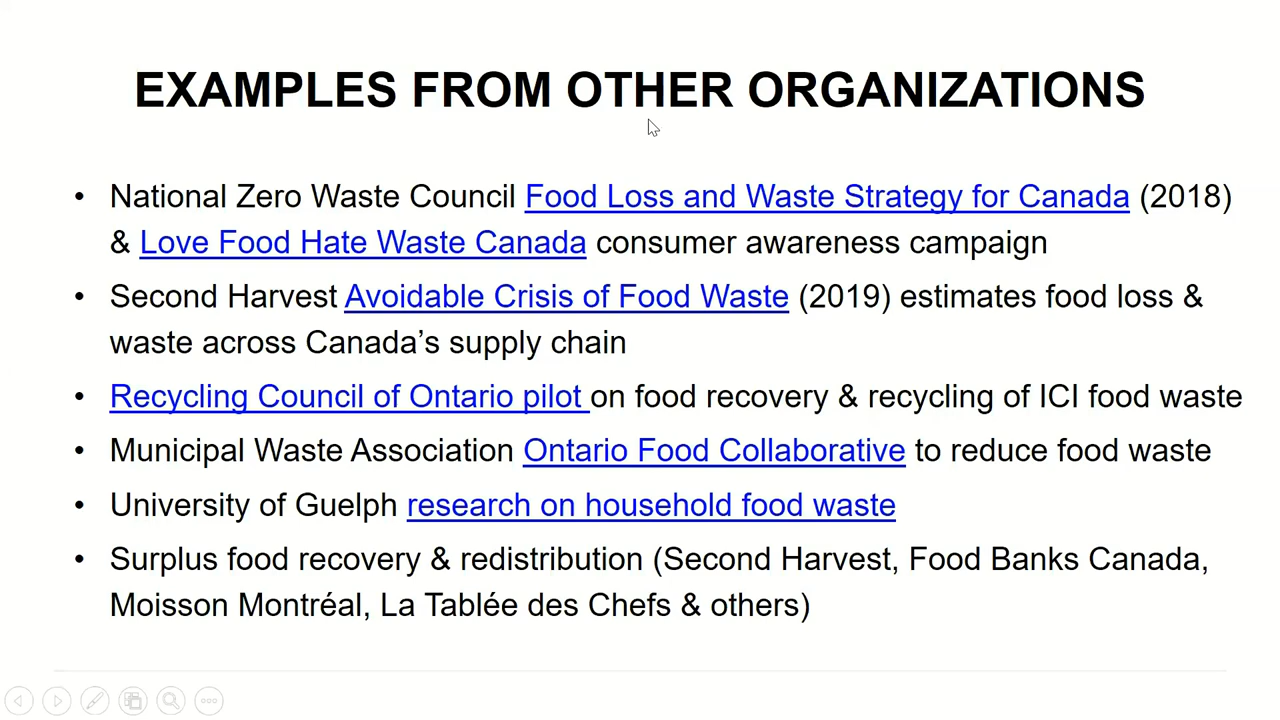 EXAMPLES FROM OTHER ORGANIZATIONS
• National Zero Waste Council Food Loss and Waste Strategy for Canada (2018)
& Love Food Hate Waste Canada consumer awareness campaign
• Second Harvest Avoidable Crisis of Food Waste (2019) estimates food loss &
waste across Canada’s supply chain
• Recycling Council of Ontario pilot on food recovery & recycling of ICI food waste
• Municipal Waste Association Ontario Food Collaborative to reduce food waste
• University of Guelph research on household food waste
• Surplus food recovery & redistribution (Second Harvest, Food Banks Canada,
Moisson Montréal, La Tablée des Chefs & others)